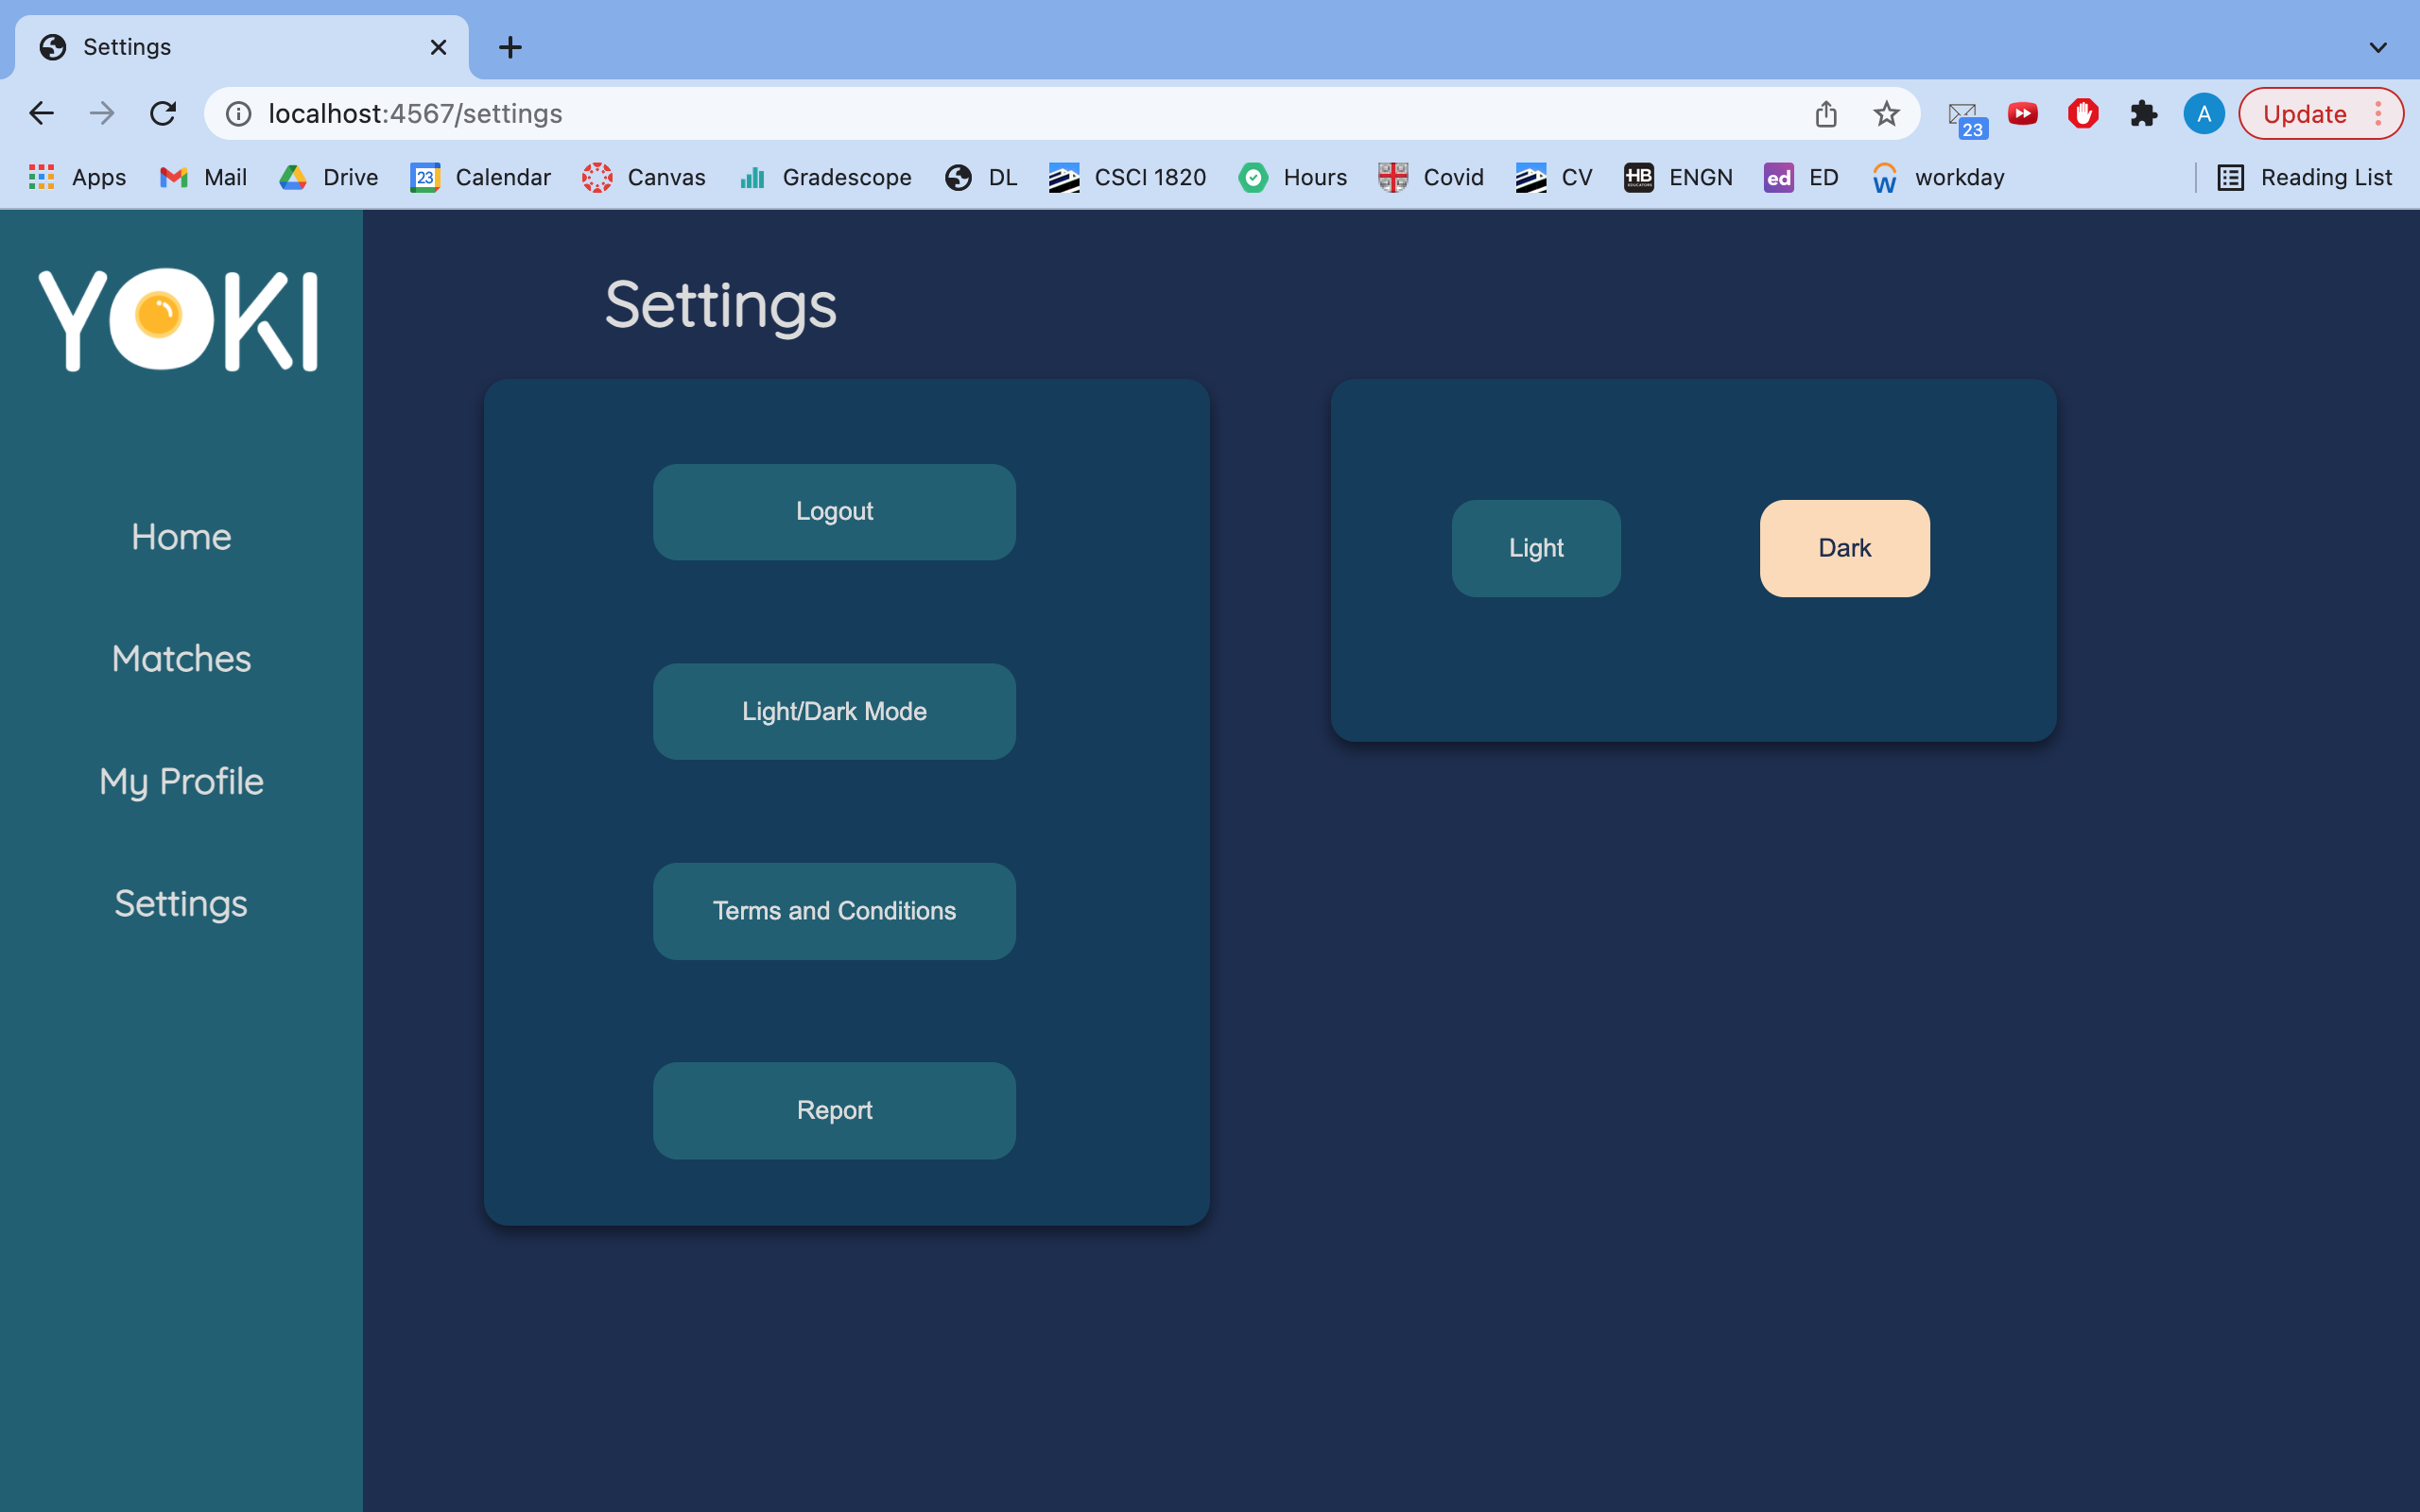 Settings
localhost:4567/settings
23
A
Update
Apps
Mail
23
Drive
Calendar
Canvas
Gradescope
DL
CSCI 1820
Hours
Covid
CV
HB
ENGN
ed
ED
W
workday
Reading List
YOKI
Settings
Home
Matches
My Profile
Settings
Logout
Light/Dark Mode
Terms and Conditions
Report
Light
Dark